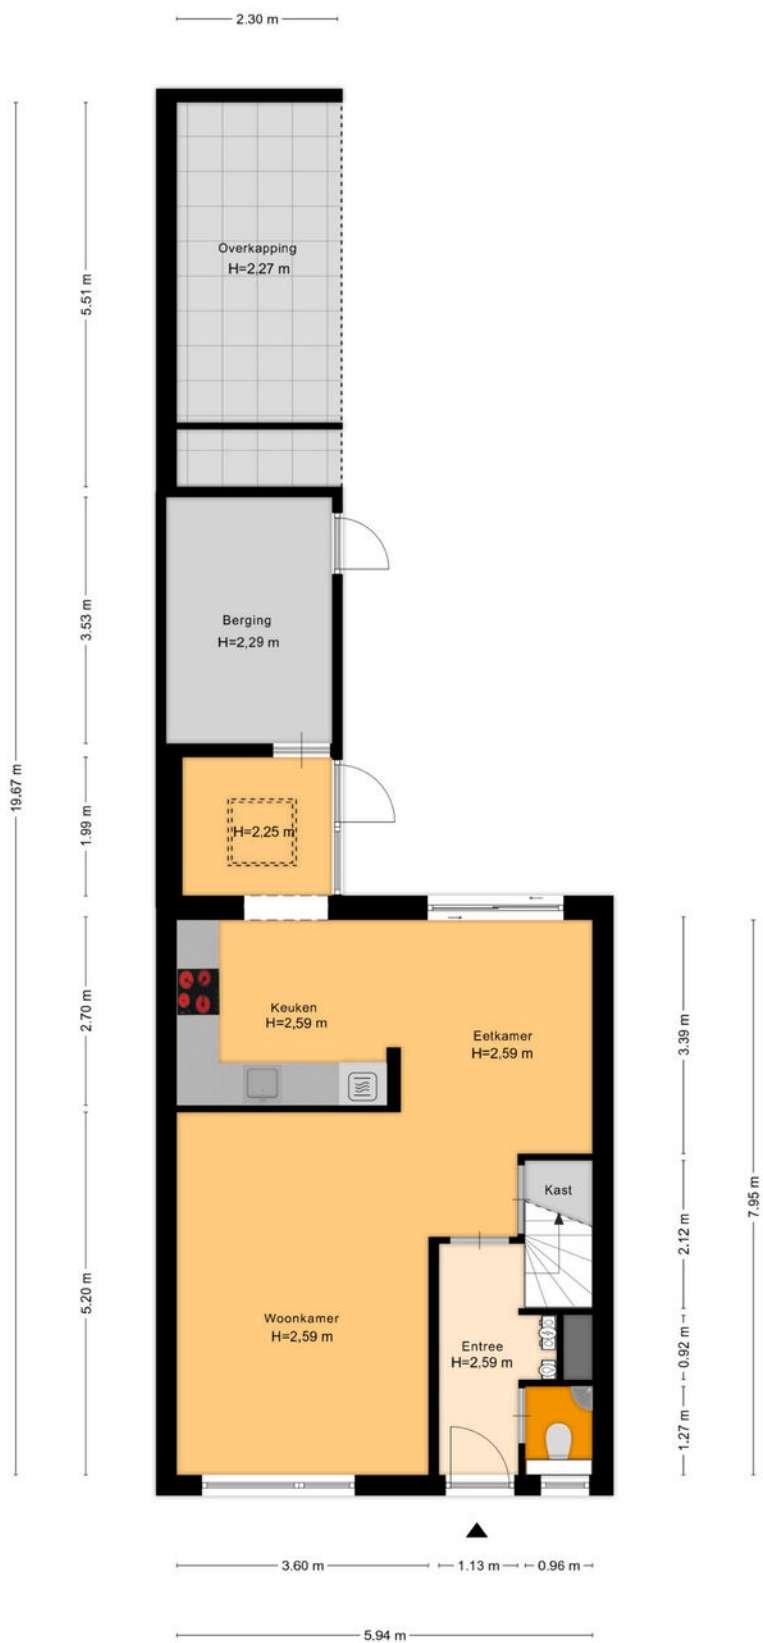 2.30 m
Overkapping
H=2,27 m
5.51 m
Berging
H=2,29 m
3.53 m
19.67 m
H=2,25 m
1.99 m
Keuken
H=2,59 m
2.70 m
Eetkamer
H=2,59 m
3.39 m
Kast
7.95 m
2.12 m
5.20 m
Woonkamer
H=2,59 m
Entree
H=2,59 m
0.92 m
1.27 m
3.60 m
1.13 m
0.96 m
5.94 m